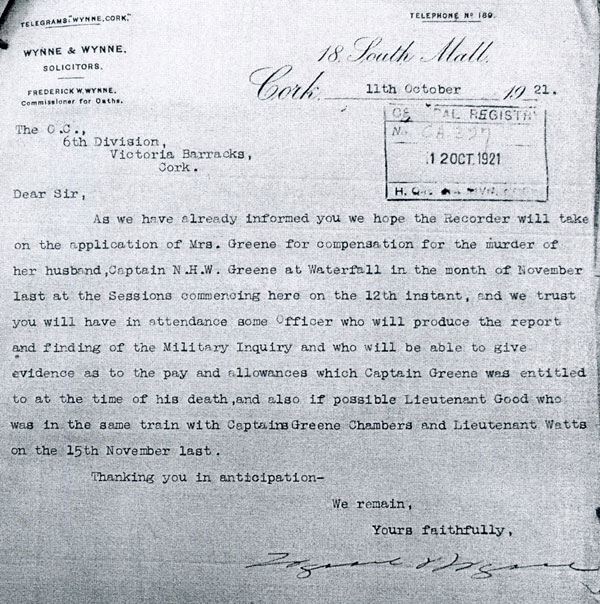 TELEGRAMS: "WYNNE, CORK."
TELEPHONE Nº 189.
WYNNE & WYNNE.
SOLICITORS.
FREDERICK W. WYNNE.
Commissioner for Oaths.
18, South Mall.
Cork, 11th October 1921.
REGISTRY
No. CA 397
12 OCT. 1921
H. Q.
The O.C.,
6th Division,
Victoria Barracks,
Cork.
Dear Sir,
As we have already informed you we hope the Recorder will take
on the application of Mrs. Greene for compensation for the murder of
her husband,Captain N.H.W. Greene at Waterfall in the month of November
last at the Sessions commencing here on the 12th instant, and we trust
you will have in attendance some Officer who will produce the report
and finding of the Military Inquiry and who will be able to give
evidence as to the pay and allowances which Captain Greene was entitled
to at the time of his death,and also if possible Lieutenant Good who
was in the same train with Captains Greene Chambers and Lieutenant Watts
on the 15th November last.
Thanking you in anticipation-
We remain,
Yours faithfully,
Wynne & Wynne